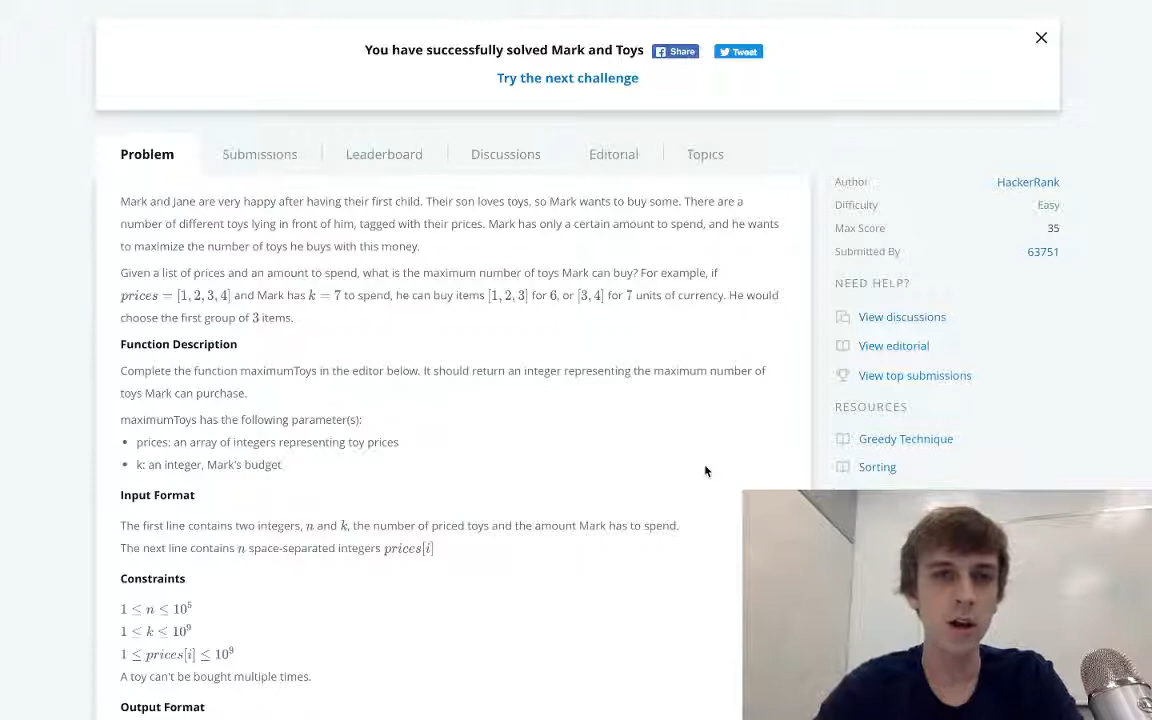 You have successfully solved Mark and Toys Share Tweet
Try the next challenge
Problem Submissions Leaderboard Discussions Editorial Topics
Mark and Jane are very happy after having their first child. Their son loves toys, so Mark wants to buy some. There are a
number of different toys lying in front of him, tagged with their prices. Mark has only a certain amount to spend, and he wants
to maximize the number of toys he buys with this money.
Given a list of prices and an amount to spend, what is the maximum number of toys Mark can buy? For example, if
prices = [1, 2, 3, 4] and Mark has k = 7 to spend, he can buy items [1, 2, 3] for 6, or [3, 4] for 7 units of currency. He would
choose the first group of 3 items.
Function Description
Complete the function maximumToys in the editor below. It should return an integer representing the maximum number of
toys Mark can purchase.
maximumToys has the following parameter(s):
• prices: an array of integers representing toy prices
• k: an integer, Mark's budget
Input Format
The first line contains two integers, n and k, the number of priced toys and the amount Mark has to spend.
The next line contains n space-separated integers prices[i]
Constraints
1 ≤ n ≤ 10⁵
1 ≤ k ≤ 10⁹
1 ≤ prices[i] ≤ 10⁹
A toy can't be bought multiple times.
Output Format
Author HackerRank
Difficulty Easy
Max Score 35
Submitted By 63751
NEED HELP?
View discussions
View editorial
View top submissions
RESOURCES
Greedy Technique
Sorting